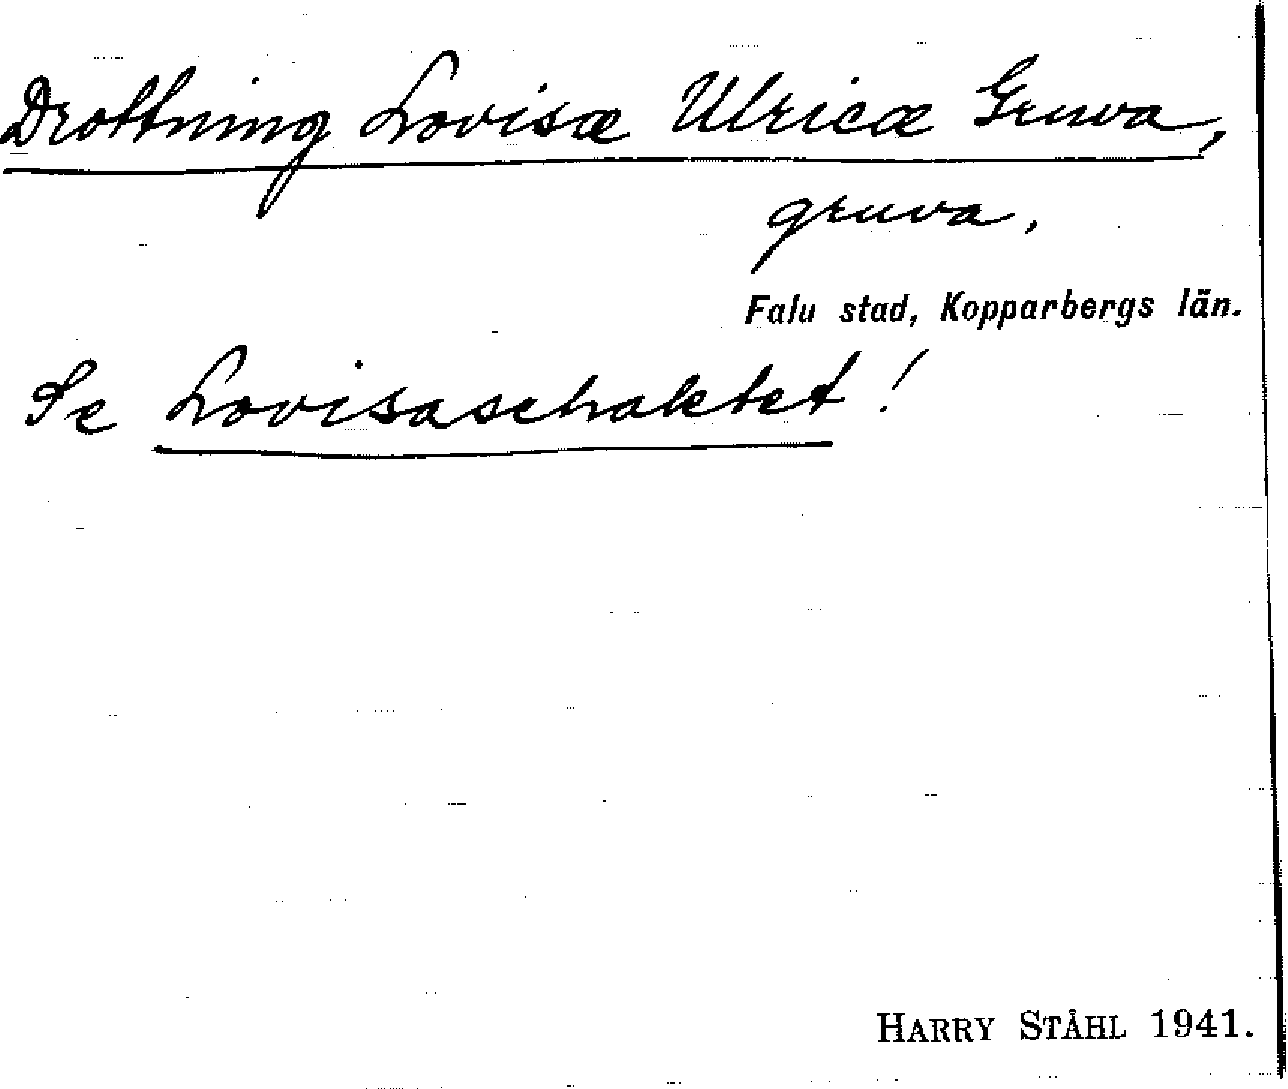 Drottning Lovisæ Ulricæ Gruva,
gruva.
Falu stad, Kopparbergs län.
Se Lovisaschaktet!
HARRY STÅHL 1941.